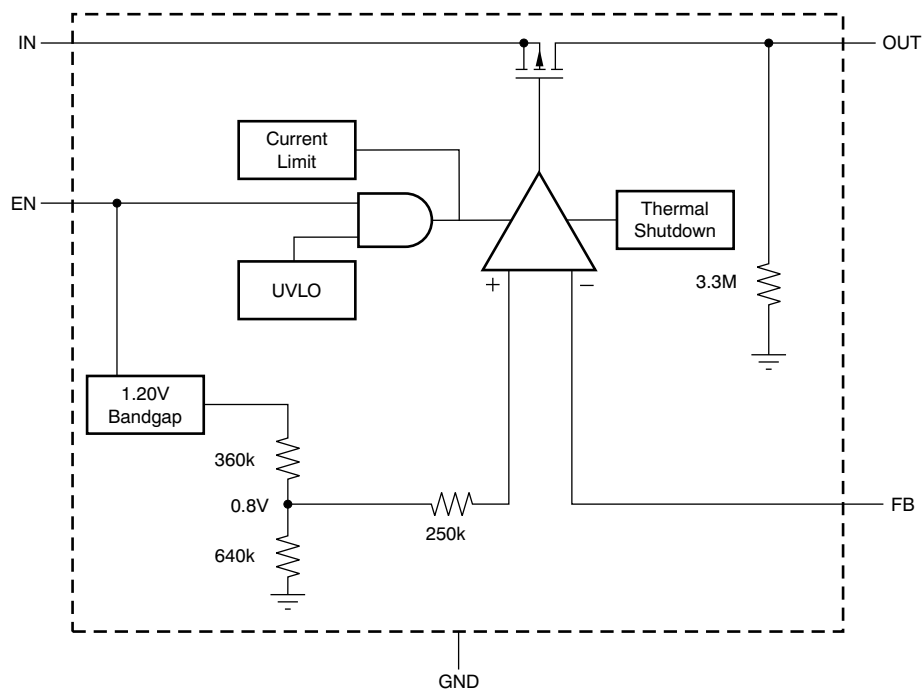 IN
OUT
Current
Limit
EN
Thermal
Shutdown
+
−
UVLO
3.3M
1.20V
Bandgap
360k
0.8V
250k
FB
640k
GND